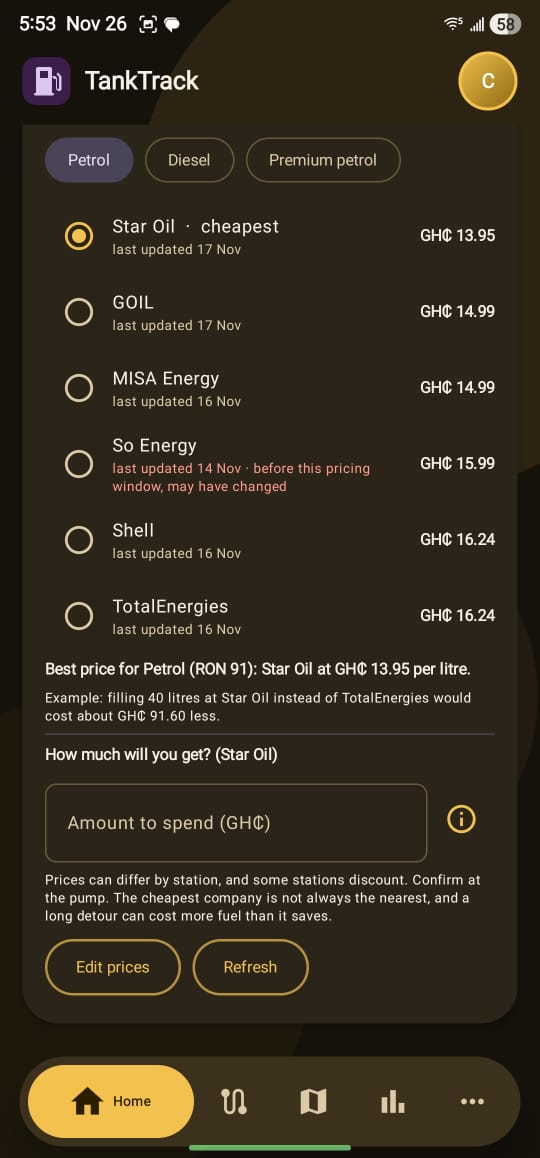 5:53 Nov 26
5
58
TankTrack
C
Petrol
Diesel
Premium petrol
Star Oil · cheapest
last updated 17 Nov
GH₵ 13.95
GOIL
last updated 17 Nov
GH₵ 14.99
MISA Energy
last updated 16 Nov
GH₵ 14.99
So Energy
last updated 14 Nov · before this pricing
window, may have changed
GH₵ 15.99
Shell
last updated 16 Nov
GH₵ 16.24
TotalEnergies
last updated 16 Nov
GH₵ 16.24
Best price for Petrol (RON 91): Star Oil at GH₵ 13.95 per litre.
Example: filling 40 litres at Star Oil instead of TotalEnergies would
cost about GH₵ 91.60 less.
How much will you get? (Star Oil)
Amount to spend (GH₵)
Prices can differ by station, and some stations discount. Confirm at
the pump. The cheapest company is not always the nearest, and a
long detour can cost more fuel than it saves.
Edit prices
Refresh
Home